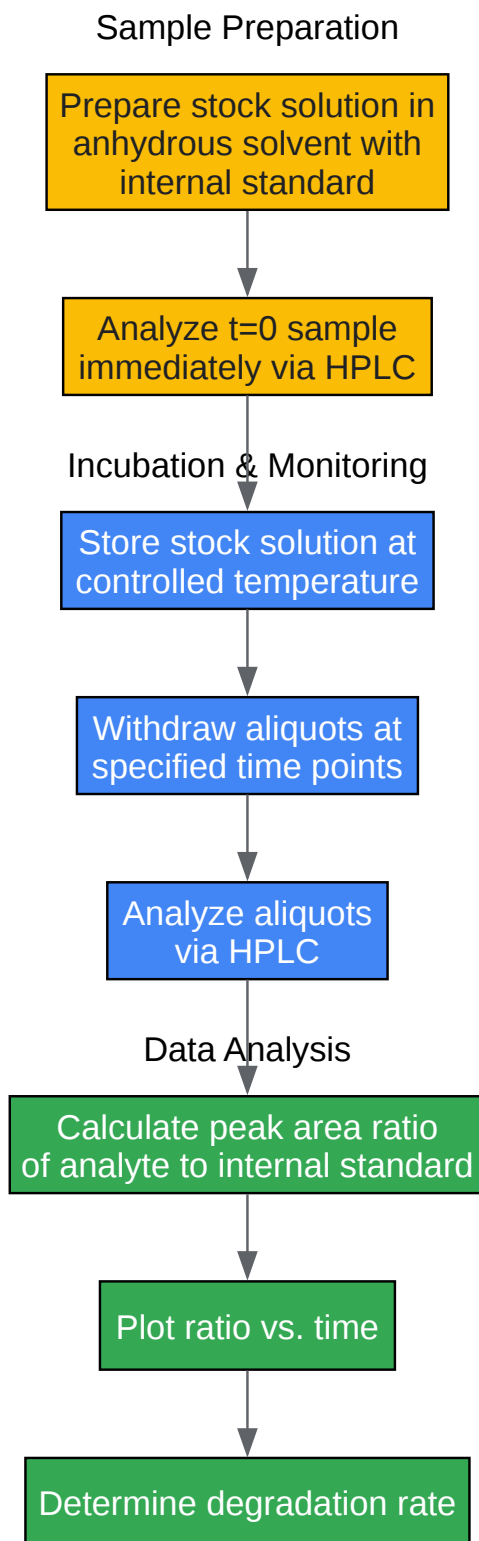 Sample Preparation
Prepare stock solution in
anhydrous solvent with
internal standard
Analyze t=0 sample
immediately via HPLC
Incubation & Monitoring
Store stock solution at
controlled temperature
Withdraw aliquots at
specified time points
Analyze aliquots
via HPLC
Data Analysis
Calculate peak area ratio
of analyte to internal standard
Plot ratio vs. time
Determine degradation rate